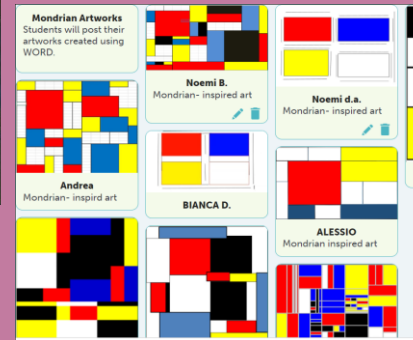 Mondrian Artworks
Students will post their
artworks created using
WORD.
Andrea
Mondrian- inspird art
Noemi B.
Mondrian- inspired art
BIANCA D.
Noemi d.a.
Mondrian- inspired art
ALESSIO
Mondrian inspired art